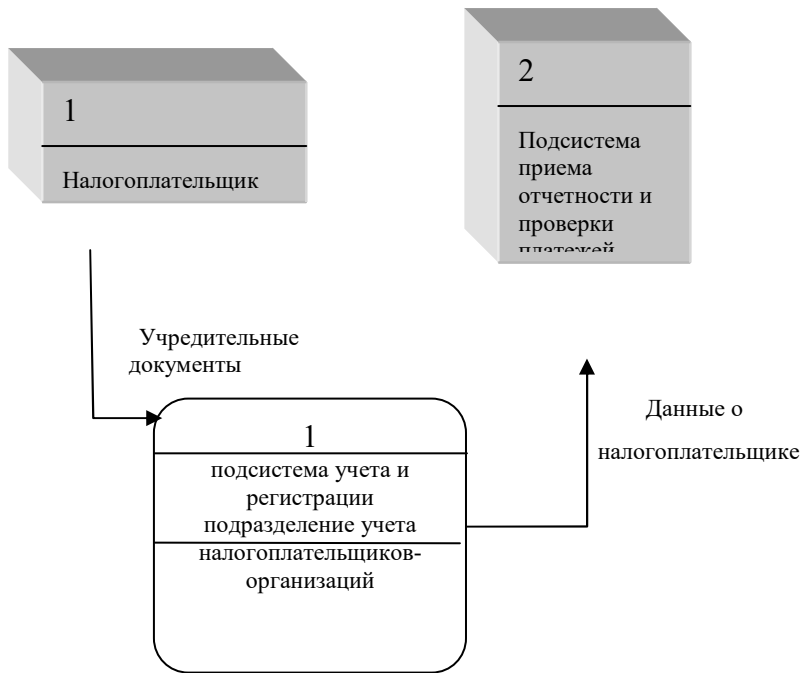 1
Налогоплательщик
2
Подсистема
приема
отчетности и
проверки
платежей
Учредительные
документы
1
подсистема учета и
регистрации
подразделение учета
налогоплательщиков-
организаций
Данные о
налогоплательщике